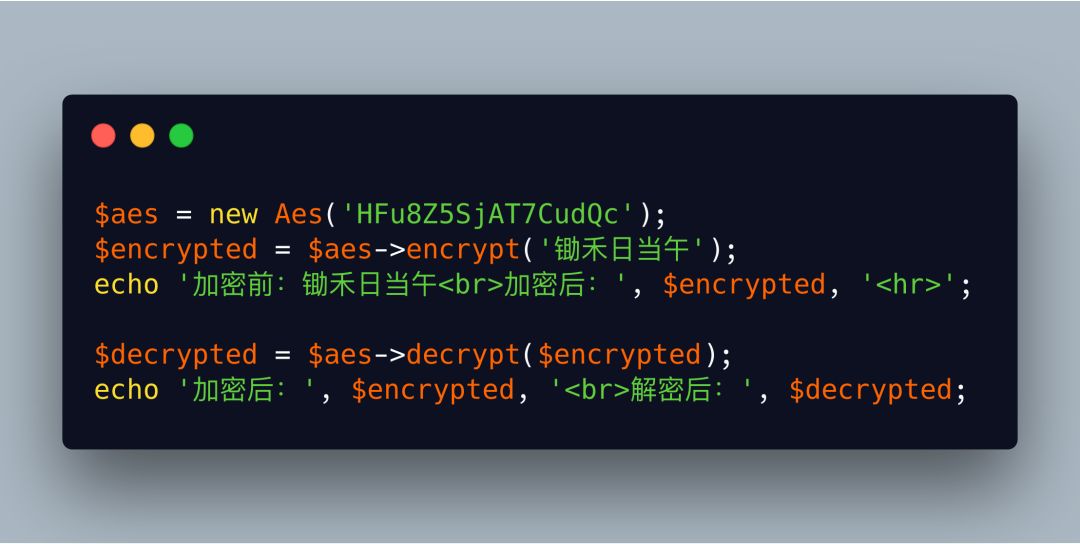 $aes = new Aes('HFu8Z5SjAT7CudQc');
$encrypted = $aes->encrypt('锄禾日当午');
echo '加密前：锄禾日当午<br>加密后：', $encrypted, '<hr>';
$decrypted = $aes->decrypt($encrypted);
echo '加密后：', $encrypted, '<br>解密后：', $decrypted;